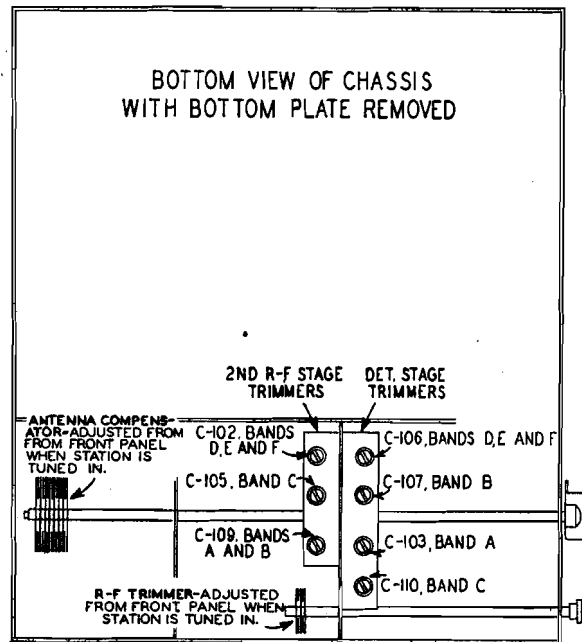 BOTTOM VIEW OF CHASSIS
WITH BOTTOM PLATE REMOVED
2ND R-F STAGE
TRIMMERS
DET. STAGE
TRIMMERS
ANTENNA COMPENS-
ATOR-ADJUSTED FROM
FROM FRONT PANEL
WHEN STATION IS
TUNED IN.
C-102, BANDS
D,E AND F
C-106, BANDS D,E AND F
C-105, BAND C
C-107, BAND B
C-109, BANDS
A AND B
C-103, BAND A
C-110, BAND C
R-F TRIMMER-ADJUSTED
FROM FRONT PANEL WHEN
STATION IS TUNED IN.